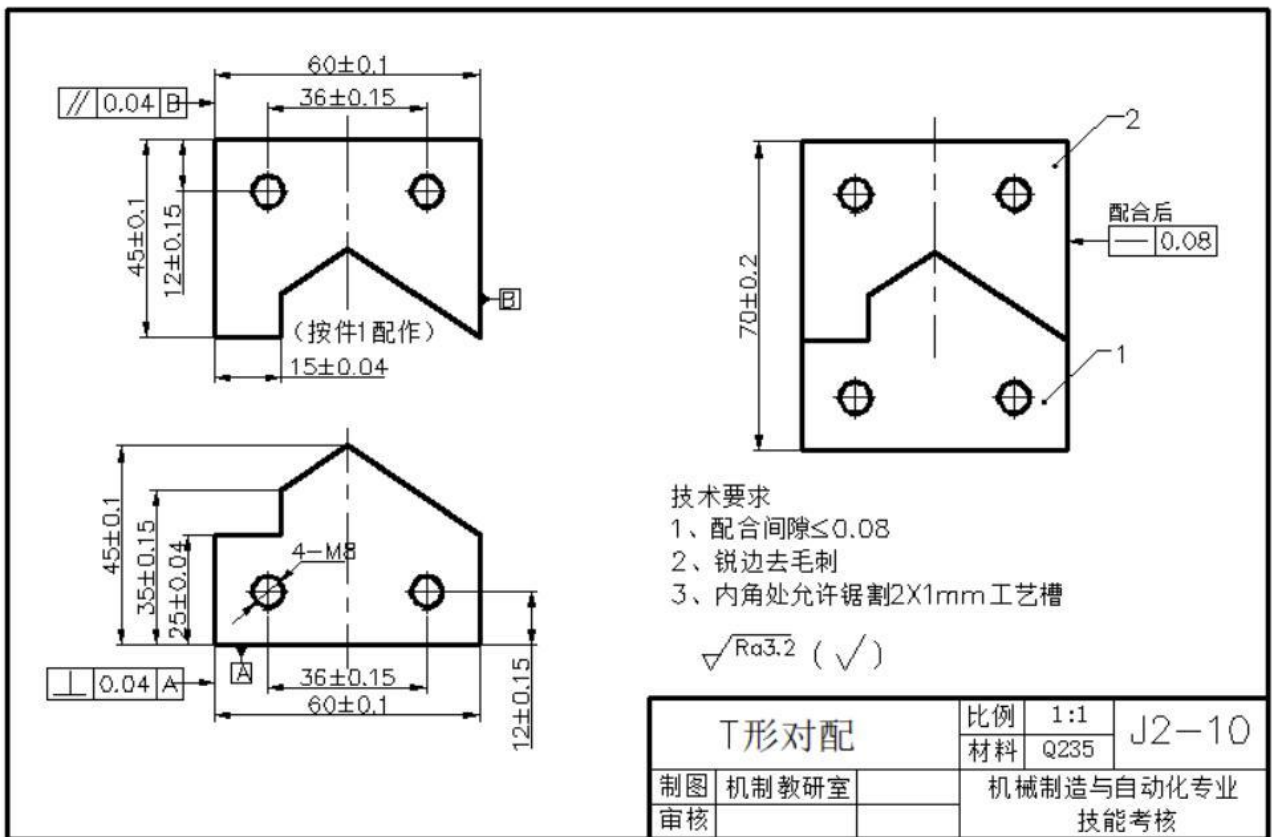 60±0.1
// 0.04 B
36±0.15
45±0.1
12±0.15
B
(按件1配作)
15±0.04
2
配合后
— 0.08
70±0.2
1
45±0.1
35±0.15
25±0.04
4-M8
A
⊥ 0.04 A
36±0.15
60±0.1
12±0.15
技术要求
1、配合间隙≤0.08
2、锐边去毛刺
3、内角处允许锯割2X1mm工艺槽
Ra3.2 (√)
T形对配
比例 1:1
材料 Q235
J2-10
制图 机制教研室
审核
机械制造与自动化专业
技能考核